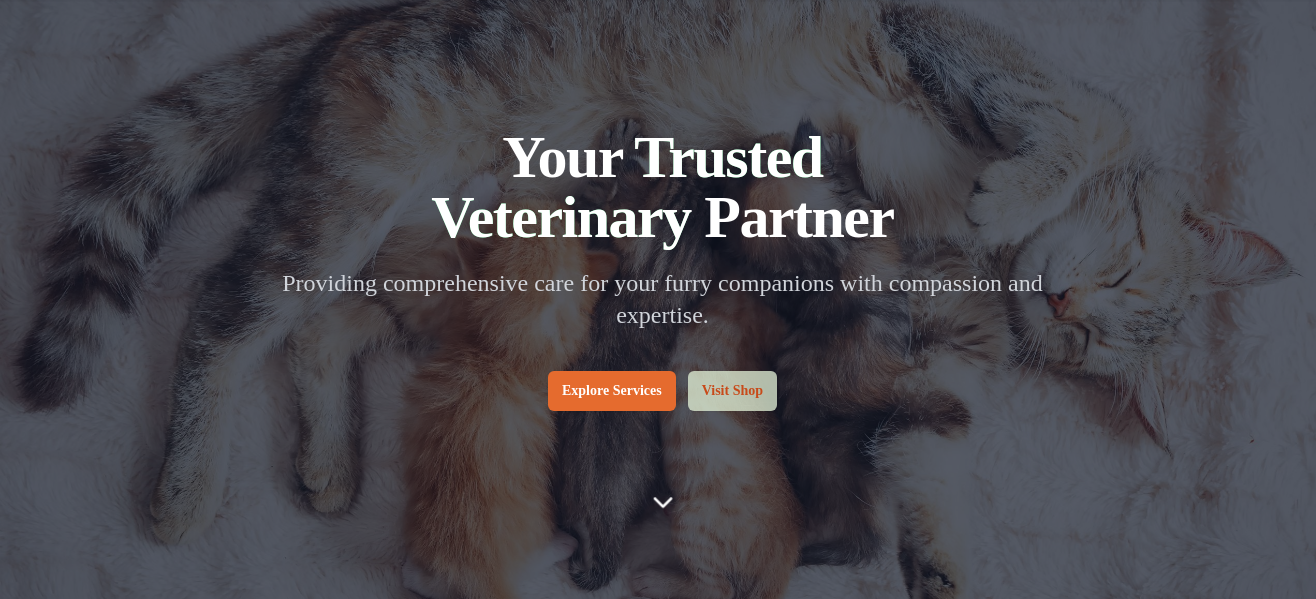 Your Trusted
Veterinary Partner
Providing comprehensive care for your furry companions with compassion and
expertise.
Explore Services
Visit Shop